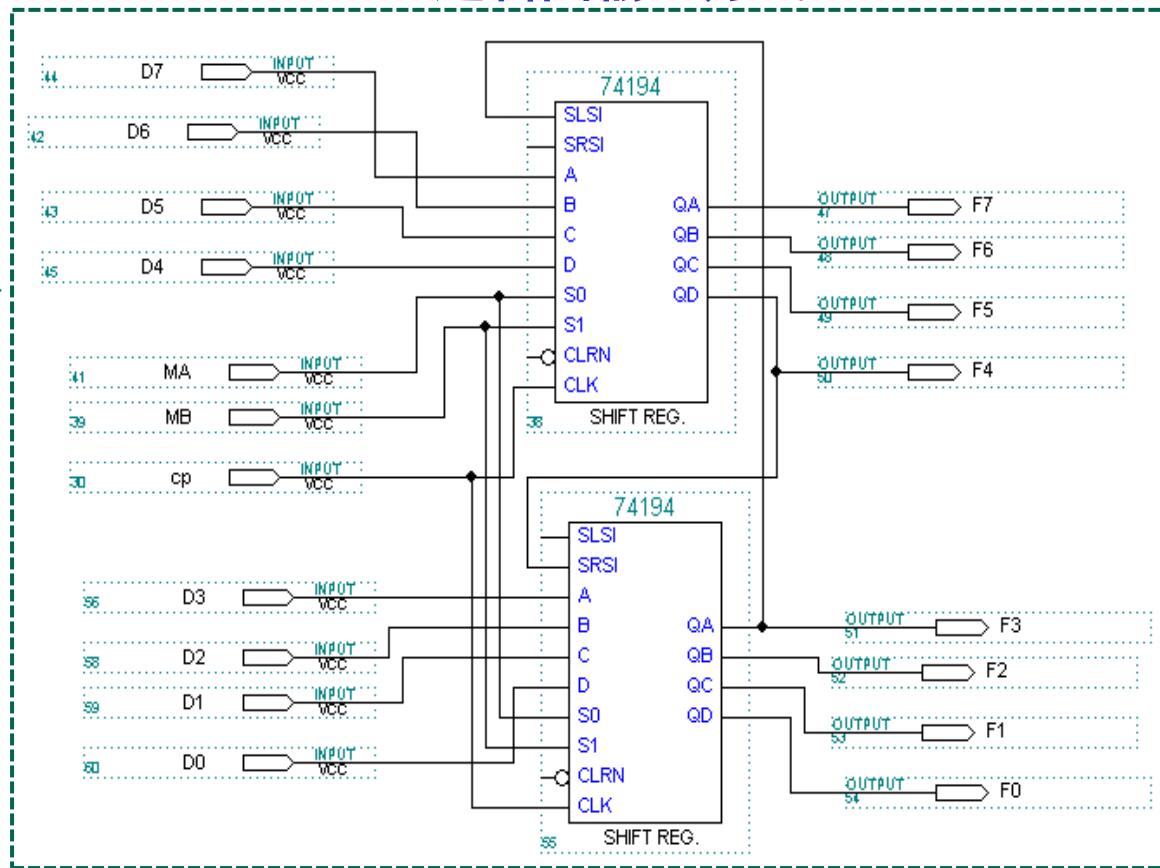 44 D7 INPUT VCC
42 D6 INPUT VCC
43 D5 INPUT VCC
45 D4 INPUT VCC
41 MA INPUT VCC
39 MB INPUT VCC
30 cp INPUT VCC
74194
SLSI
SRSI
A
B QA
C QB
D QC
S0 QD
S1
CLRN
CLK
38 SHIFT REG.
OUTPUT 47 F7
OUTPUT 48 F6
OUTPUT 49 F5
OUTPUT 50 F4
56 D3 INPUT VCC
58 D2 INPUT VCC
59 D1 INPUT VCC
60 D0 INPUT VCC
74194
SLSI
SRSI
A
B QA
C QB
D QC
S0 QD
S1
CLRN
CLK
55 SHIFT REG.
OUTPUT 51 F3
OUTPUT 52 F2
OUTPUT 53 F1
OUTPUT 54 F0